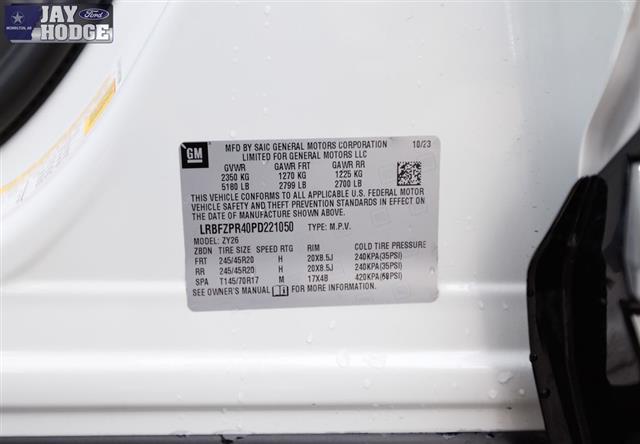 JAY
HODGE
Ford
MORRILTON, AR
GM
MFD BY SAIC GENERAL MOTORS CORPORATION 10/23
LIMITED FOR GENERAL MOTORS LLC
GVWR GAWR FRT GAWR RR
2350 KG 1270 KG 1225 KG
5180 LB 2799 LB 2700 LB
THIS VEHICLE CONFORMS TO ALL APPLICABLE U.S. FEDERAL MOTOR
VEHICLE SAFETY AND THEFT PREVENTION STANDARDS IN EFFECT ON THE
DATE OF MANUFACTURE SHOWN ABOVE.
LRBFZPR40PD221050 TYPE: M.P.V.
MODEL: ZY26
ZBDN TIRE SIZE SPEED RTG RIM COLD TIRE PRESSURE
FRT 245/45R20 H 20X8.5J 240KPA(35PSI)
RR 245/45R20 H 20X8.5J 240KPA(35PSI)
SPA T145/70R17 M 17X4B 420KPA(60PSI)
SEE OWNER'S MANUAL FOR MORE INFORMATION.